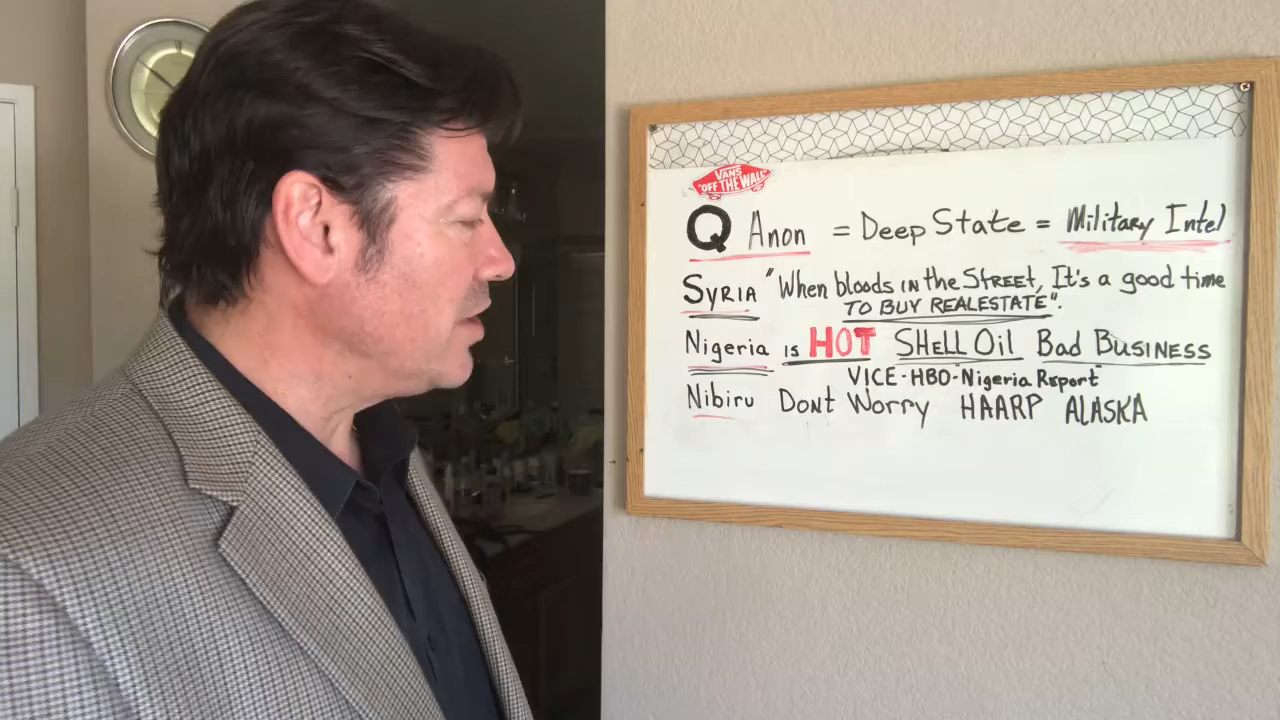 VANS
"OFF THE WALL"
Q Anon = Deep State = Military Intel
SYRIA "When bloods IN the STREET, It's a good time
TO BUY REALESTATE".
Nigeria is HOT SHELL Oil Bad BUSINESS
VICE-HBO-Nigeria Report
Nibiru Dont Worry HAARP ALASKA